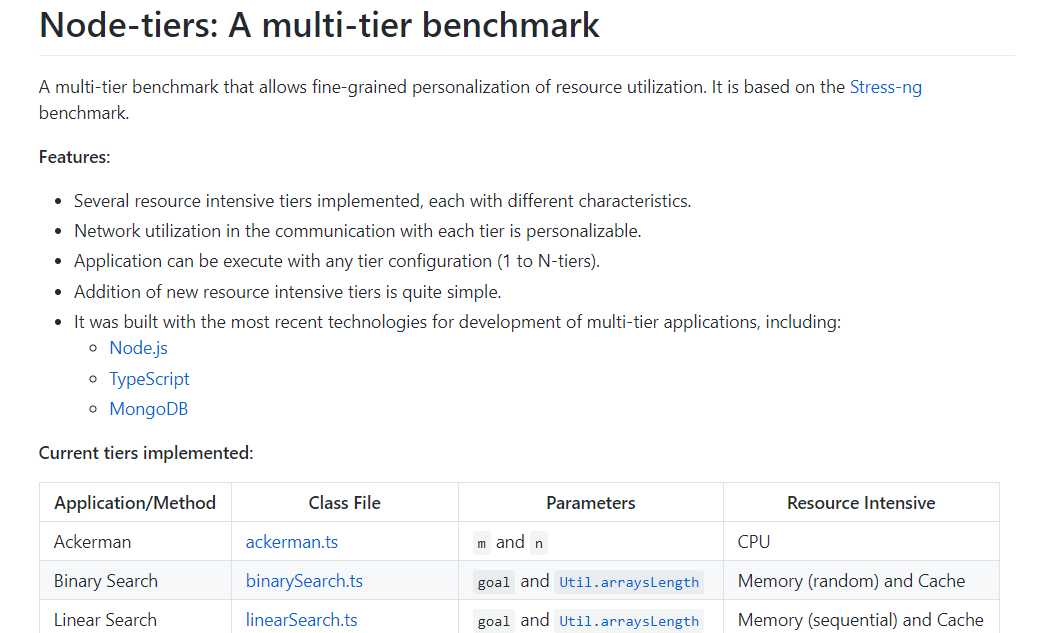 Node-tiers: A multi-tier benchmark
A multi-tier benchmark that allows fine-grained personalization of resource utilization. It is based on the Stress-ng
benchmark.
Features:
Several resource intensive tiers implemented, each with different characteristics.
Network utilization in the communication with each tier is personalizable.
Application can be execute with any tier configuration (1 to N-tiers).
Addition of new resource intensive tiers is quite simple.
It was built with the most recent technologies for development of multi-tier applications, including:
Node.js
TypeScript
MongoDB
Current tiers implemented:
Application/Method Class File Parameters Resource Intensive
Ackerman ackerman.ts m and n CPU
Binary Search binarySearch.ts goal and Util.arraysLength Memory (random) and Cache
Linear Search linearSearch.ts goal and Util.arraysLength Memory (sequential) and Cache